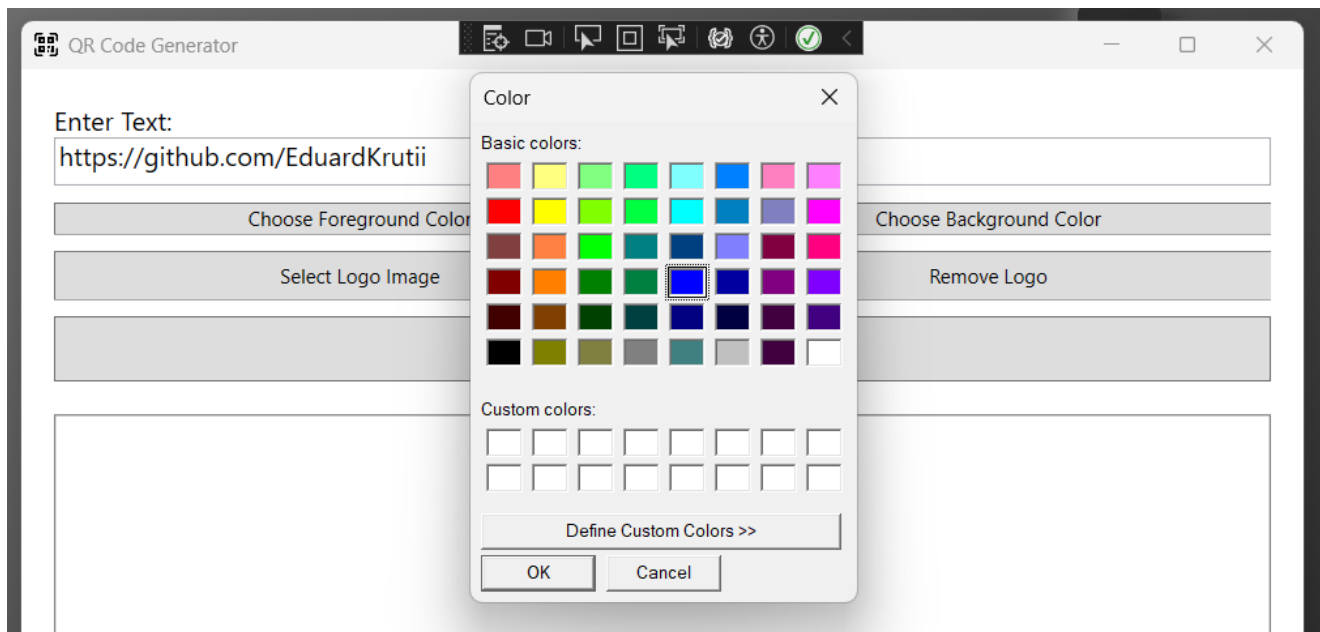 QR Code Generator
Color
Enter Text:
Basic colors:
https://github.com/EduardKrutii
Choose Foreground Color
Choose Background Color
Select Logo Image
Remove Logo
Custom colors:
Define Custom Colors >>
OK
Cancel